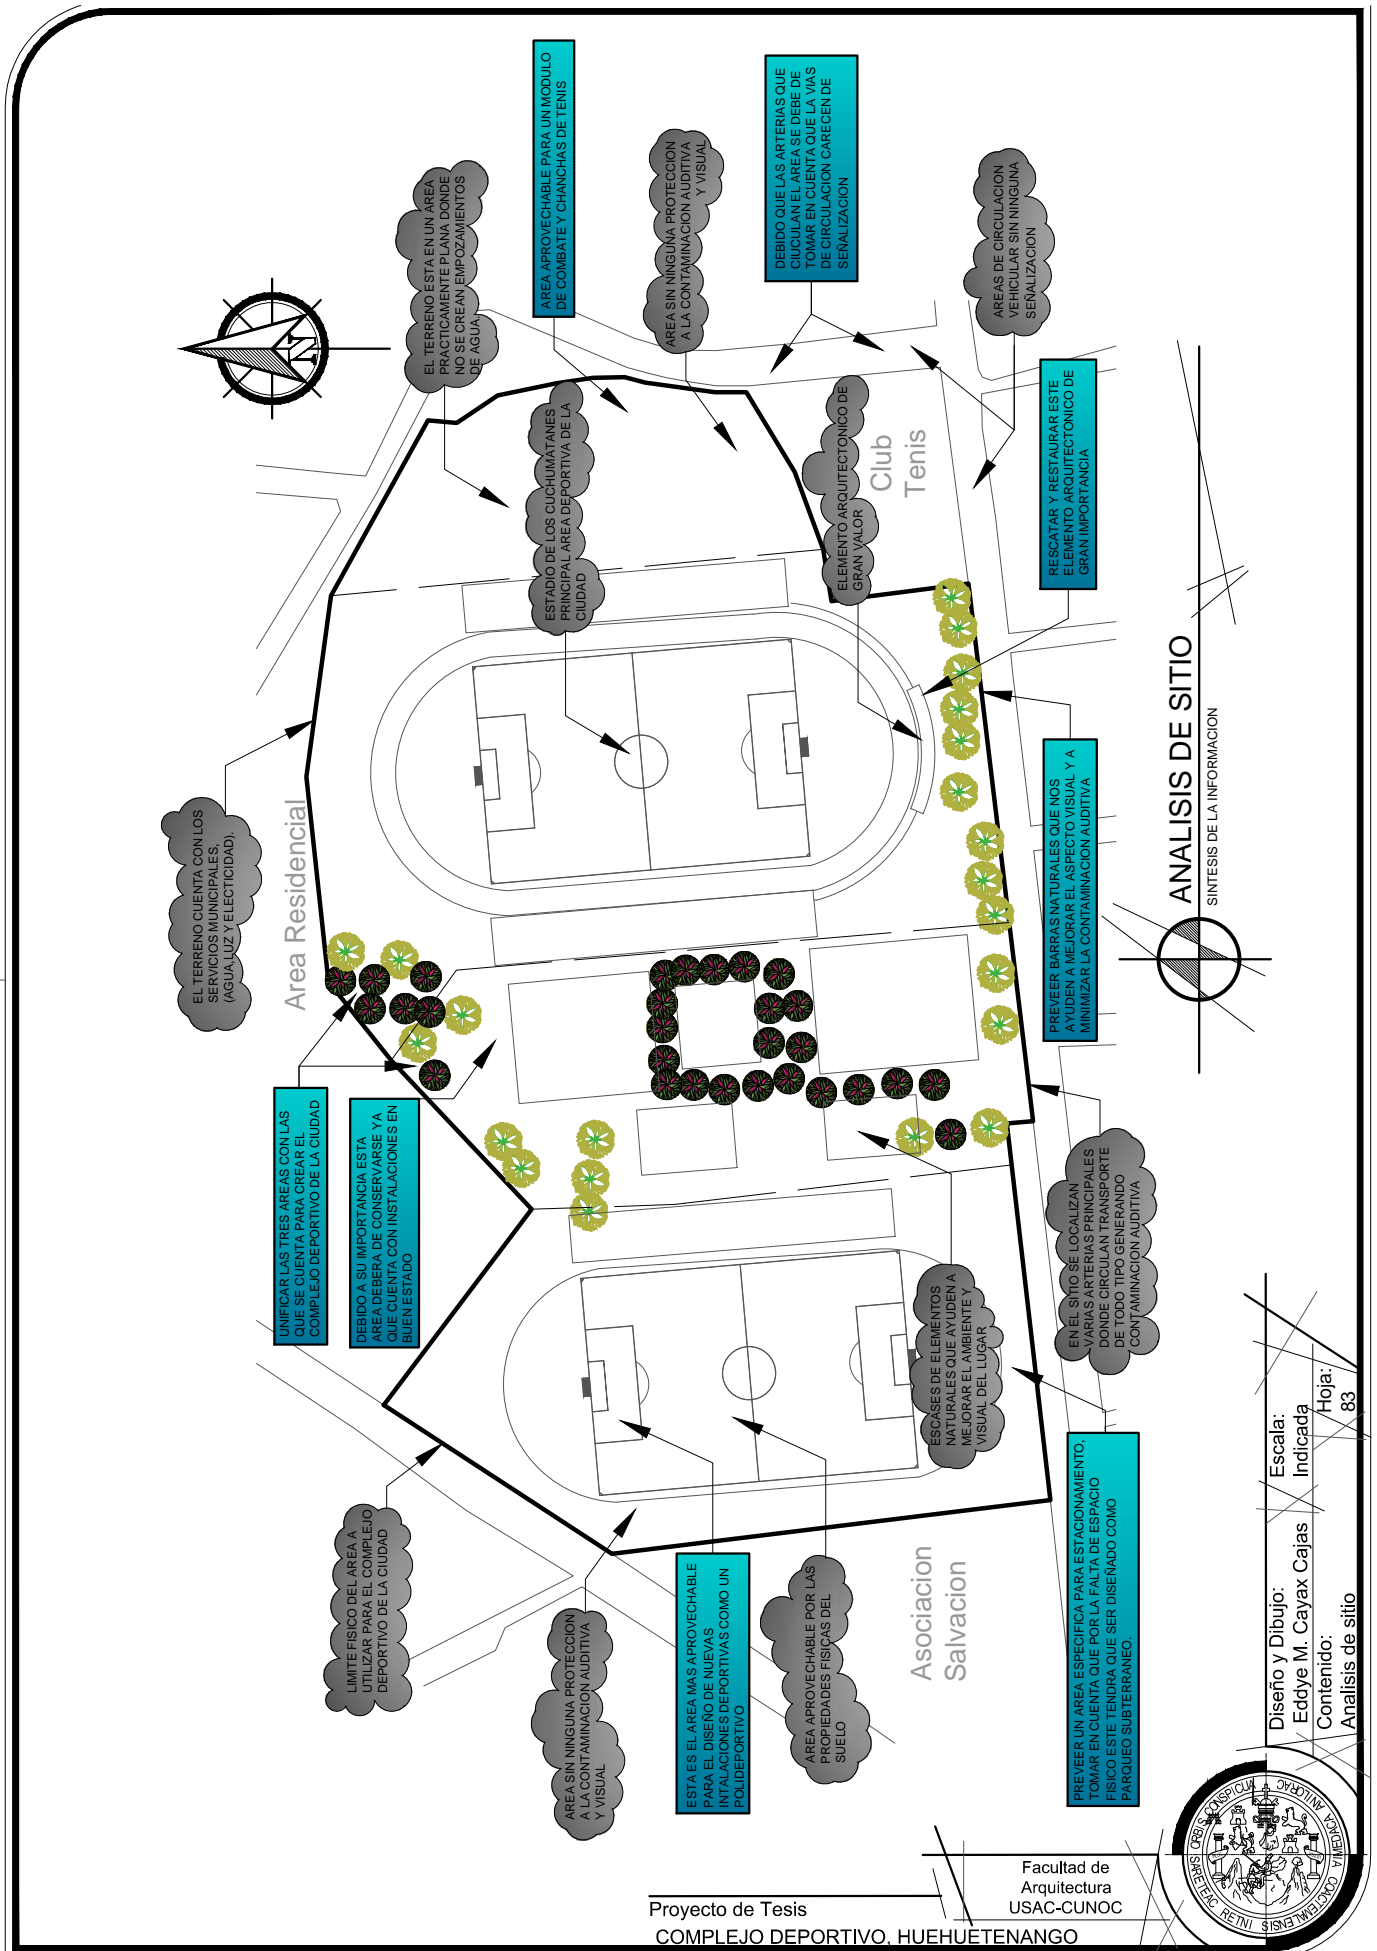 EL TERRENO ESTA EN UN AREA
PRACTICAMENTE PLANA DONDE
NO SE CREAN EMPOZAMIENTOS
DE AGUA.
AREA APROVECHABLE PARA UN MODULO
DE COMBATE Y CHANCHAS DE TENIS
AREA SIN NINGUNA PROTECCION
A LA CONTAMINACION AUDITIVA
Y VISUAL
DEBIDO QUE LAS ARTERIAS QUE
CIUCULAN EL AREA SE DEBE DE
TOMAR EN CUENTA QUE LA VIAS
DE CIRCULACION CARECEN DE
SEÑALIZACION
AREAS DE CIRCULACION
VEHICULAR SIN NINGUNA
SEÑALIZACION
N
ESTADIO DE LOS CUCHUMATANES
PRINCIPAL AREA DEPORTIVA DE LA
CIUDAD
ELEMENTO ARQUITECTONICO DE
GRAN VALOR
Club
Tenis
RESCATAR Y RESTAURAR ESTE
ELEMENTO ARQUITECTONICO DE
GRAN IMPORTANCIA
EL TERRENO CUENTA CON LOS
SERVICIOS MUNICIPALES,
(AGUA,LUZ Y ELECTICIDAD).
Area Residencial
PREVEER BARRAS NATURALES QUE NOS
AYUDEN A MEJORAR EL ASPECTO VISUAL Y A
MINIMIZAR LA CONTAMINACION AUDITIVA
ANALISIS DE SITIO
SINTESIS DE LA INFORMACION
UNIFICAR LAS TRES AREAS CON LAS
QUE SE CUENTA PARA CREAR EL
COMPLEJO DEPORTIVO DE LA CIUDAD
DEBIDO A SU IMPORTANCIA ESTA
AREA DEBERA DE CONSERVARSE YA
QUE CUENTA CON INSTALACIONES EN
BUEN ESTADO
ESCASES DE ELEMENTOS
NATURALES QUE AYUDEN A
MEJORAR EL AMBIENTE Y
VISUAL DEL LUGAR
EN EL SITIO SE LOCALIZAN
VARIAS ARTERIAS PRINCIPALES
DONDE CIRCULAN TRANSPORTE
DE TODO TIPO GENERANDO
CONTAMINACION AUDITIVA
LIMITE FISICO DEL AREA A
UTILIZAR PARA EL COMPLEJO
DEPORTIVO DE LA CIUDAD
AREA SIN NINGUNA PROTECCION
A LA CONTAMINACION AUDITIVA
Y VISUAL
ESTA ES EL AREA MAS APROVECHABLE
PARA EL DISEÑO DE NUEVAS
INTALACIONES DEPORTIVAS COMO UN
POLIDEPORTIVO
AREA APROVECHABLE POR LAS
PROPIEDADES FISICAS DEL
SUELO
Asociacion
Salvacion
PREVEER UN AREA ESPECIFICA PARA ESTACIONAMIENTO,
TOMAR EN CUENTA QUE POR LA FALTA DE ESPACIO
FISICO ESTE TENDRA QUE SER DISEÑADO COMO
PARQUEO SUBTERRANEO.
Diseño y Dibujo:
Eddye M. Cayax Cajas
Contenido:
Analisis de sitio
Escala:
Indicada
Hoja:
83
Proyecto de Tesis
COMPLEJO DEPORTIVO, HUEHUETENANGO
Facultad de
Arquitectura
USAC-CUNOC